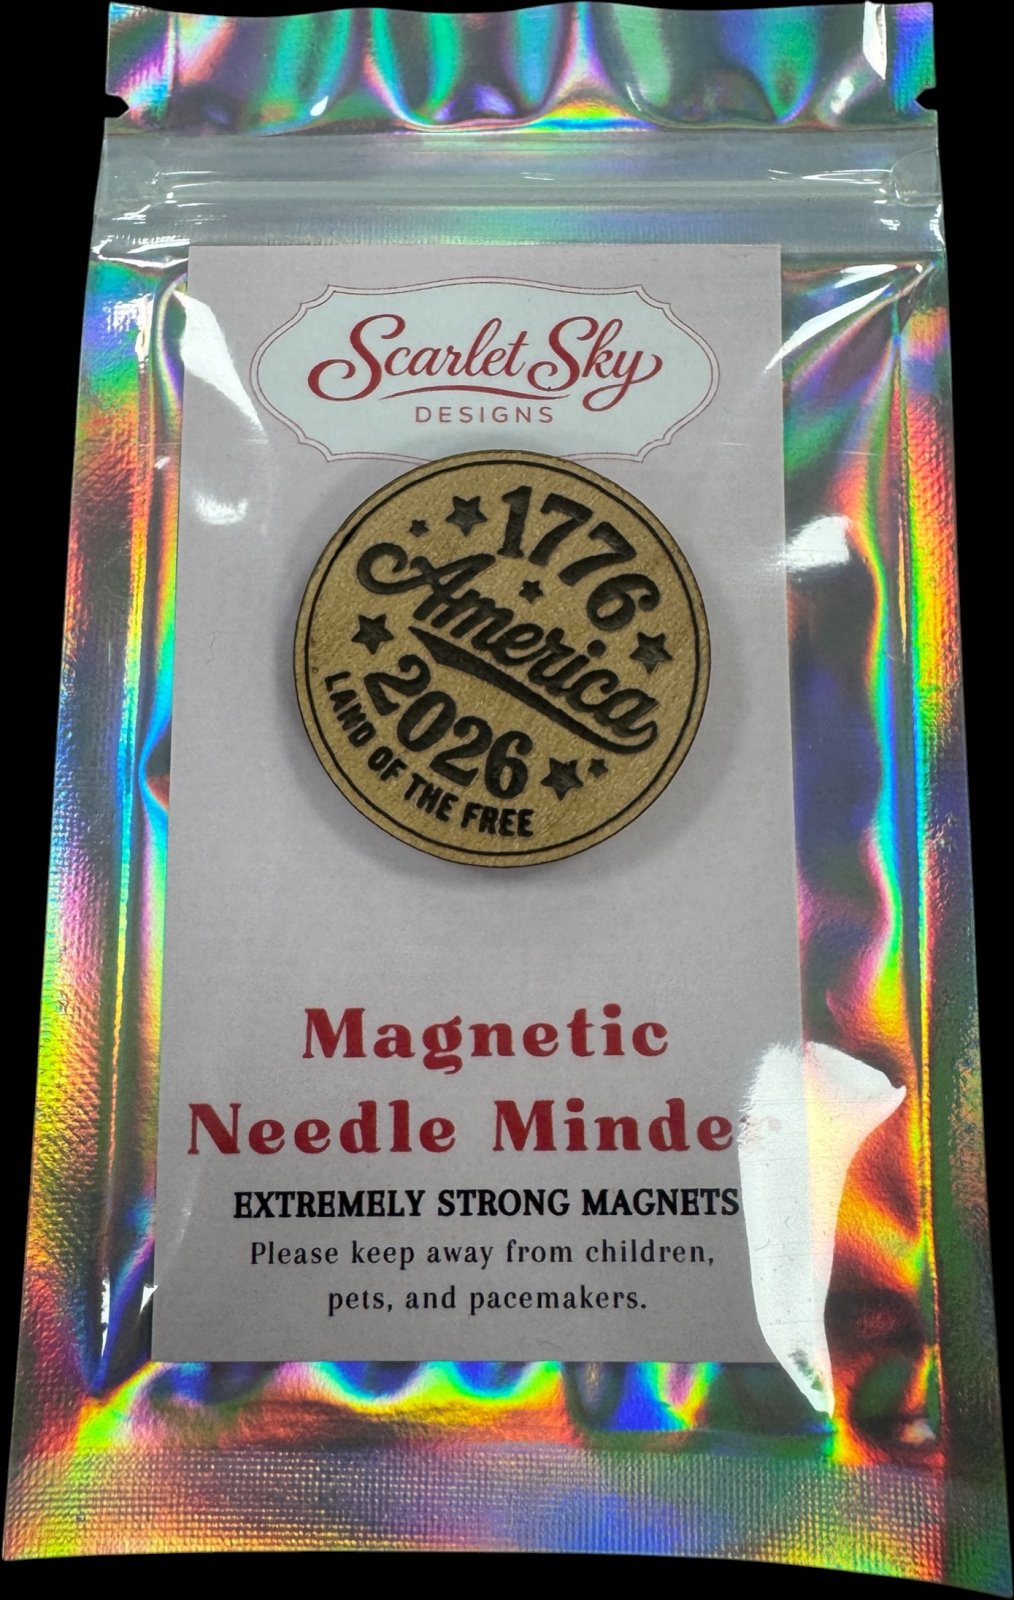 Scarlet Sky
DESIGNS
1776
America
2026
LAND OF THE FREE
Magnetic
Needle Minder
EXTREMELY STRONG MAGNETS
Please keep away from children,
pets, and pacemakers.